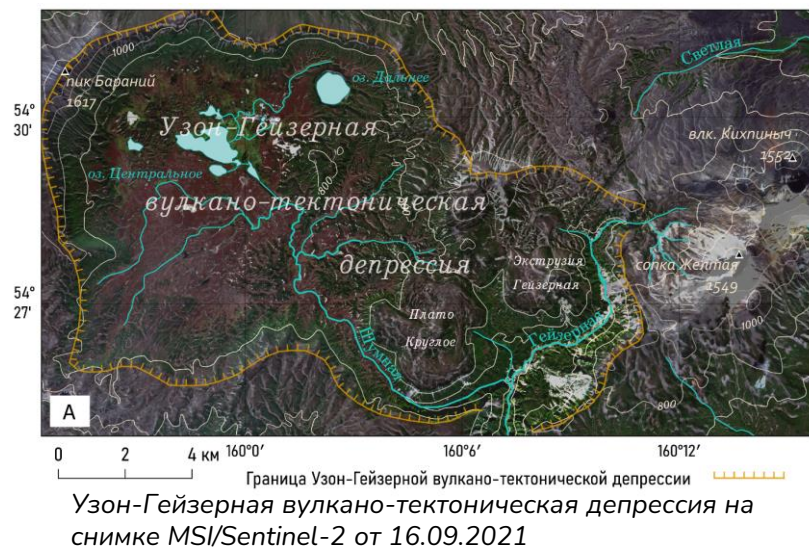 1000
пик Бараний
1617
оз. Дальнее
Светлая
54°
30'
Узон-Гейзерная
влк. Кихпиныч
1552
оз. Центральное
800
вулкано-тектоническая
депрессия
Экструзия
Гейзерная
сопка Желтая
1549
54°
27'
Плато
Круглое
Шумная
Гейзерная
1000
800
А
0 2 4 км
160°0' 160°6' 160°12'
Граница Узон-Гейзерной вулкано-тектонической депрессии
Узон-Гейзерная вулкано-тектоническая депрессия на
снимке MSI/Sentinel-2 от 16.09.2021